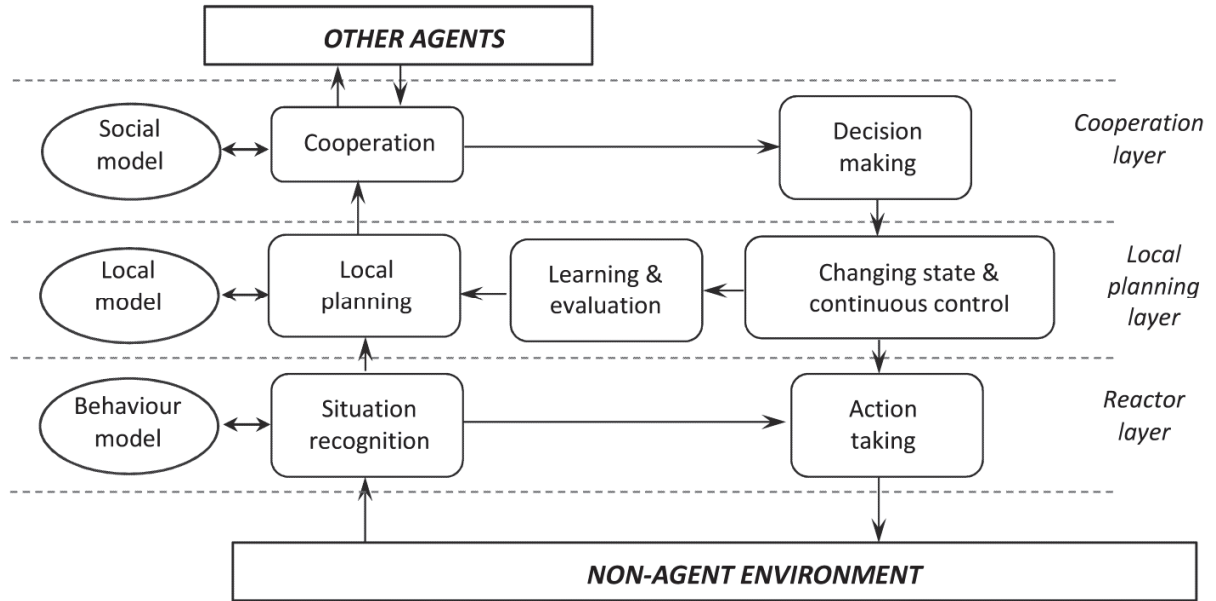 OTHER AGENTS
Social
model
Cooperation
Decision
making
Cooperation
layer
Local
model
Local
planning
Learning &
evaluation
Changing state &
continuous control
Local
planning
layer
Behaviour
model
Situation
recognition
Action
taking
Reactor
layer
NON-AGENT ENVIRONMENT